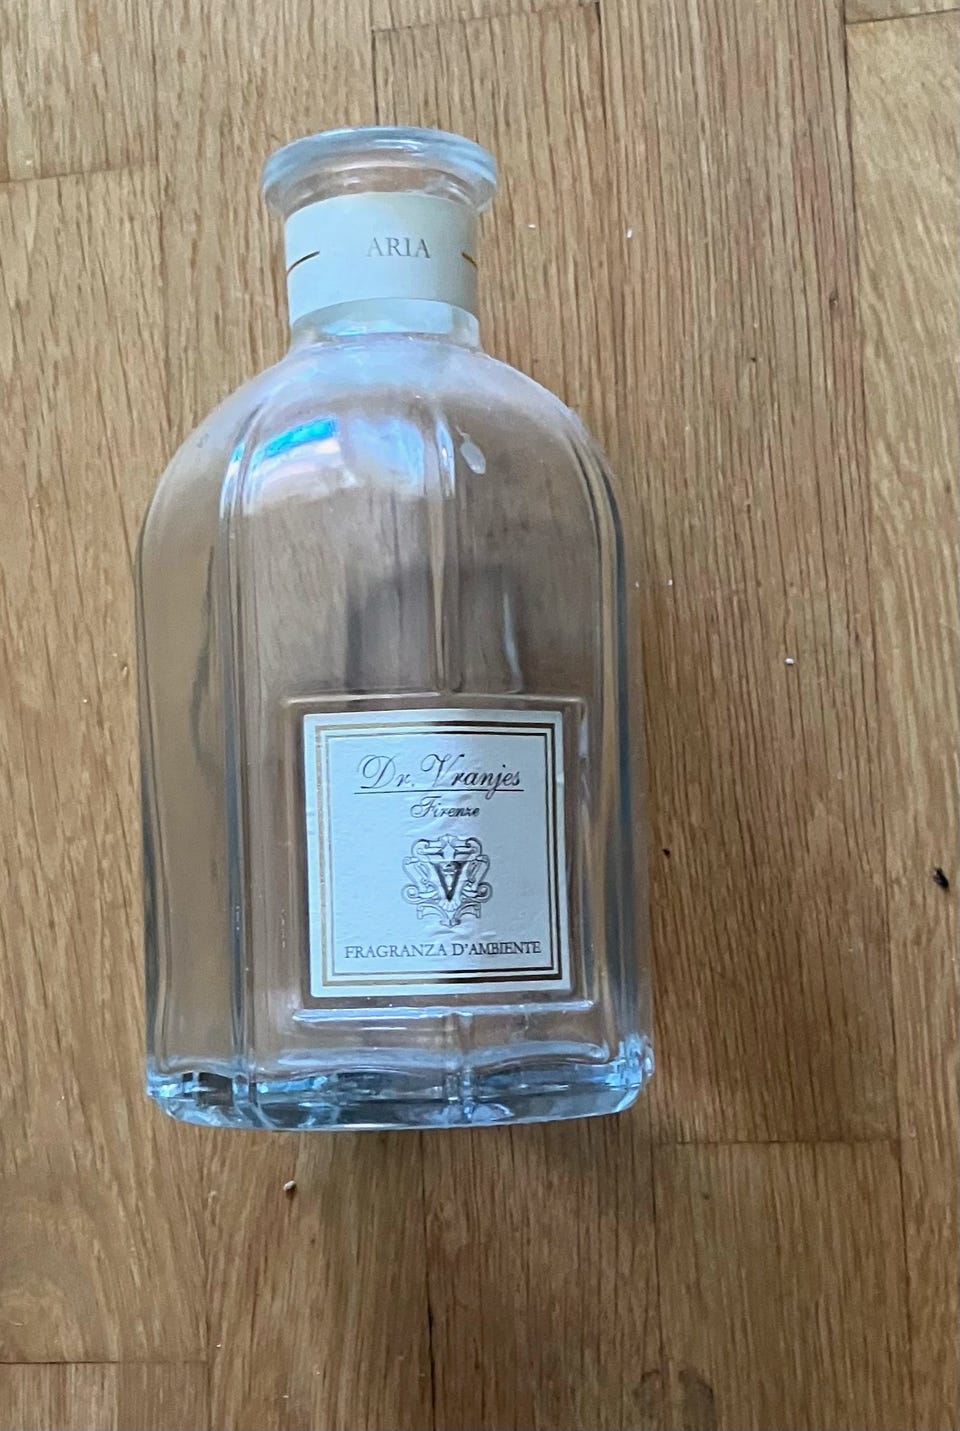 ARIA
Dr. Vranjes
Firenze
V
FRAGRANZA D'AMBIENTE